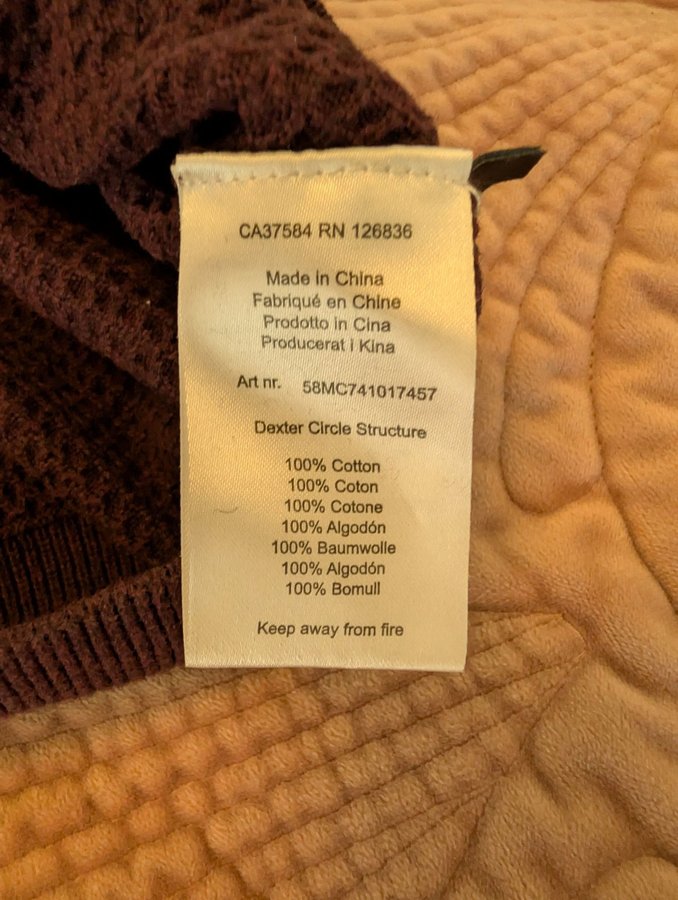 CA37584 RN 126836
Made in China
Fabriqué en Chine
Prodotto in Cina
Producerat i Kina
Art nr. 58MC741017457
Dexter Circle Structure
100% Cotton
100% Coton
100% Cotone
100% Algodón
100% Baumwolle
100% Algodón
100% Bomull
Keep away from fire